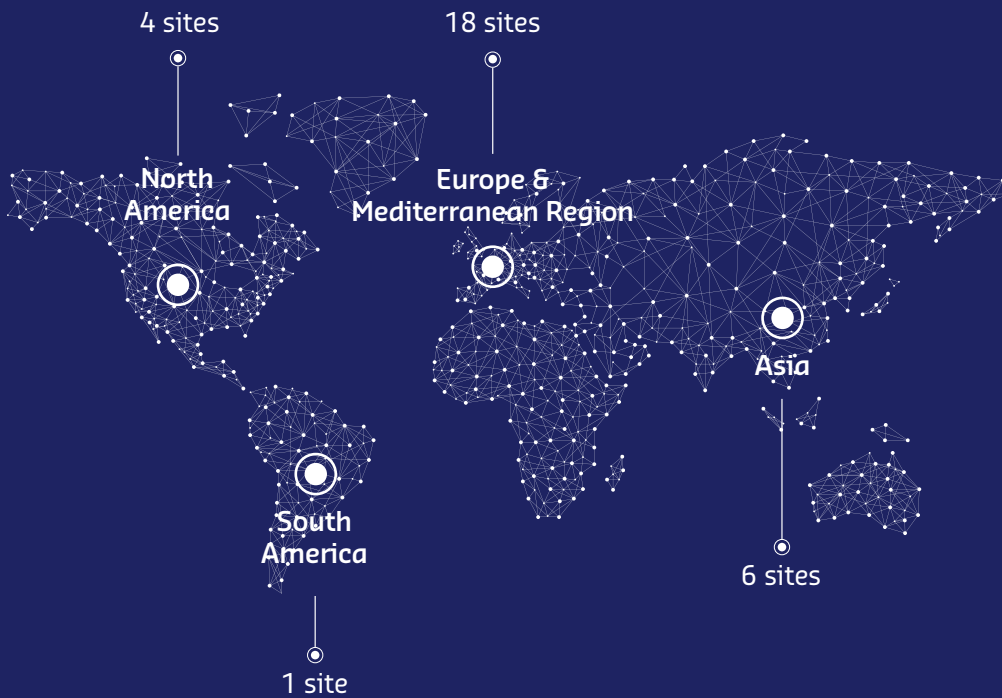 4 sites
18 sites
North
America
Europe &
Mediterranean Region
Asia
South
America
6 sites
1 site